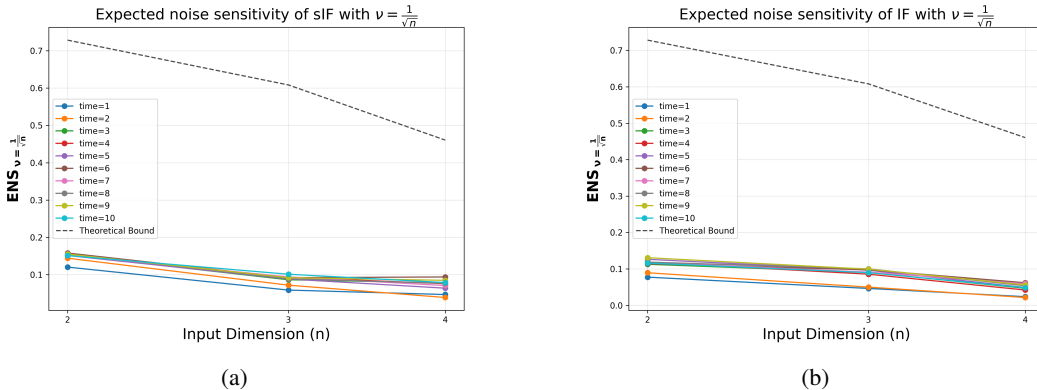 Expected noise sensitivity of sIF with ν = 1/√n
0.7
0.6
0.5
0.4
0.3
0.2
0.1
ENS ν = 1/√n
time=1
time=2
time=3
time=4
time=5
time=6
time=7
time=8
time=9
time=10
Theoretical Bound
2
3
4
Input Dimension (n)
(a)
Expected noise sensitivity of IF with ν = 1/√n
0.7
0.6
0.5
0.4
0.3
0.2
0.1
0.0
ENS ν = 1/√n
time=1
time=2
time=3
time=4
time=5
time=6
time=7
time=8
time=9
time=10
Theoretical Bound
2
3
4
Input Dimension (n)
(b)